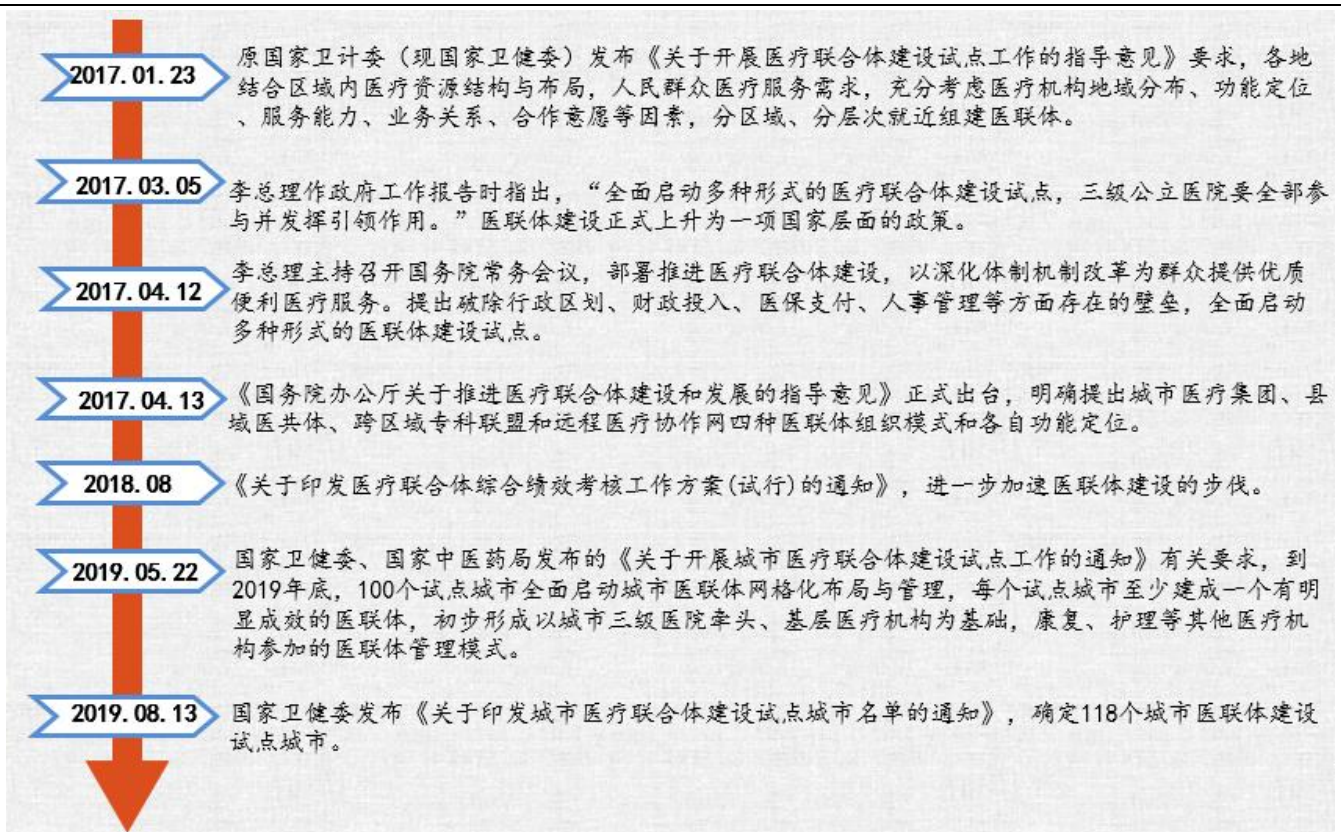 2017.01.23
原国家卫计委（现国家卫健委）发布《关于开展医疗联合体建设试点工作的指导意见》要求，各地
结合区域内医疗资源结构与布局，人民群众医疗服务需求，充分考虑医疗机构地域分布、功能定位
、服务能力、业务关系、合作意愿等因素，分区域、分层次就近组建医联体。
2017.03.05
李总理作政府工作报告时指出，“全面启动多种形式的医疗联合体建设试点，三级公立医院要全部参
与并发挥引领作用。”医联体建设正式上升为一项国家层面的政策。
2017.04.12
李总理主持召开国务院常务会议，部署推进医疗联合体建设，以深化体制机制改革为群众提供优质
便利医疗服务。提出破除行政区划、财政投入、医保支付、人事管理等方面存在的壁垒，全面启动
多种形式的医联体建设试点。
2017.04.13
《国务院办公厅关于推进医疗联合体建设和发展的指导意见》正式出台，明确提出城市医疗集团、县
域医共体、跨区域专科联盟和远程医疗协作网四种医联体组织模式和各自功能定位。
2018.08
《关于印发医疗联合体综合绩效考核工作方案(试行)的通知》，进一步加速医联体建设的步伐。
2019.05.22
国家卫健委、国家中医药局发布的《关于开展城市医疗联合体建设试点工作的通知》有关要求，到
2019年底，100个试点城市全面启动城市医联体网格化布局与管理，每个试点城市至少建成一个有明
显成效的医联体，初步形成以城市三级医院牵头、基层医疗机构为基础，康复、护理等其他医疗机
构参加的医联体管理模式。
2019.08.13
国家卫健委发布《关于印发城市医疗联合体建设试点城市名单的通知》，确定118个城市医联体建设
试点城市。